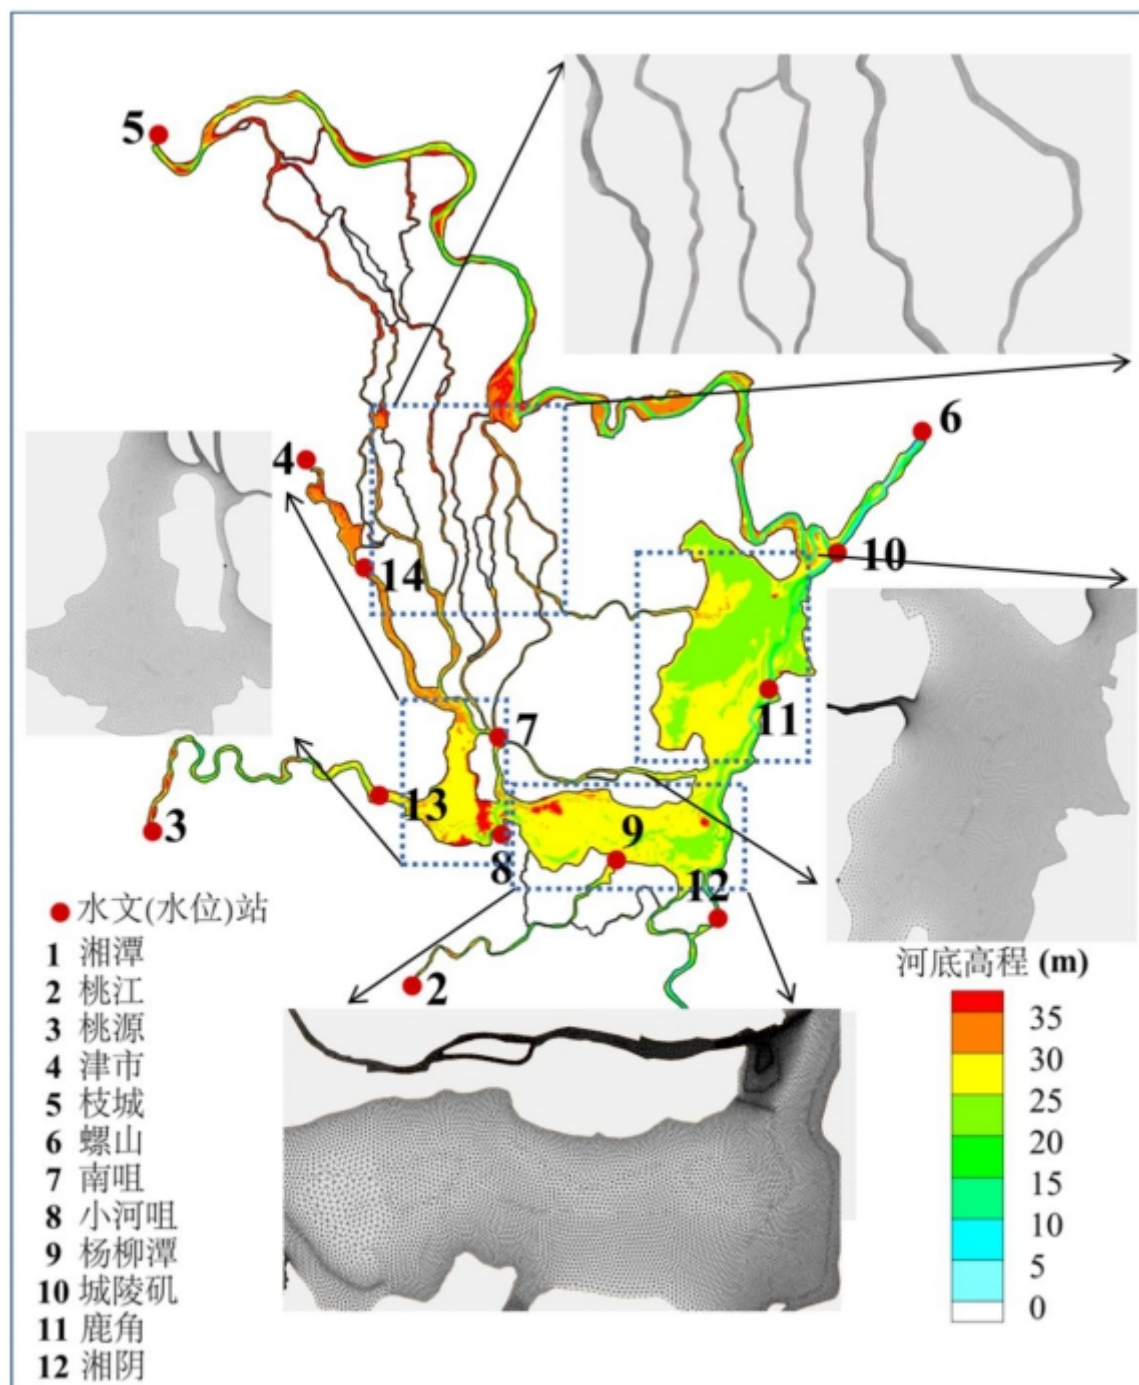 5
6
4
10
14
11
7
13
3
9
8
12
2
水文(水位)站
1 湘潭
2 桃江
3 桃源
4 津市
5 枝城
6 螺山
7 南咀
8 小河咀
9 杨柳潭
10 城陵矶
11 鹿角
12 湘阴
河底高程 (m)
35
30
25
20
15
10
5
0